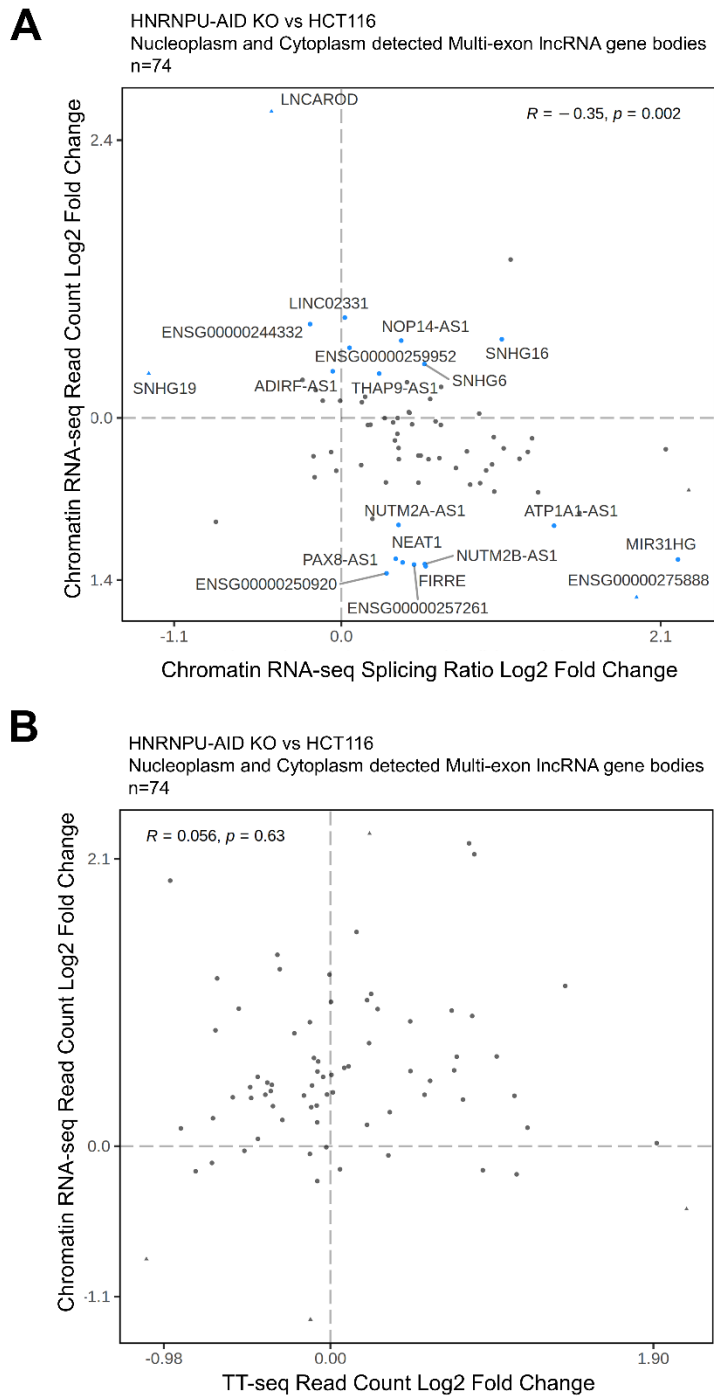 A
HNRNPU-AID KO vs HCT116
Nucleoplasm and Cytoplasm detected Multi-exon lncRNA gene bodies
n=74
LNCAROD
R = − 0.35, p = 0.002
2.4
Chromatin RNA-seq Read Count Log2 Fold Change
LINC02331
ENSG00000244332
NOP14-AS1
ENSG00000259952
SNHG16
SNHG19
ADIRF-AS1
THAP9-AS1
SNHG6
0.0
NUTM2A-AS1
ATP1A1-AS1
NEAT1
MIR31HG
PAX8-AS1
NUTM2B-AS1
ENSG00000250920
FIRRE
ENSG00000275888
1.4
ENSG00000257261
-1.1
0.0
2.1
Chromatin RNA-seq Splicing Ratio Log2 Fold Change
B
HNRNPU-AID KO vs HCT116
Nucleoplasm and Cytoplasm detected Multi-exon lncRNA gene bodies
n=74
R = 0.056, p = 0.63
2.1
Chromatin RNA-seq Read Count Log2 Fold Change
0.0
-1.1
-0.98
0.00
1.90
TT-seq Read Count Log2 Fold Change